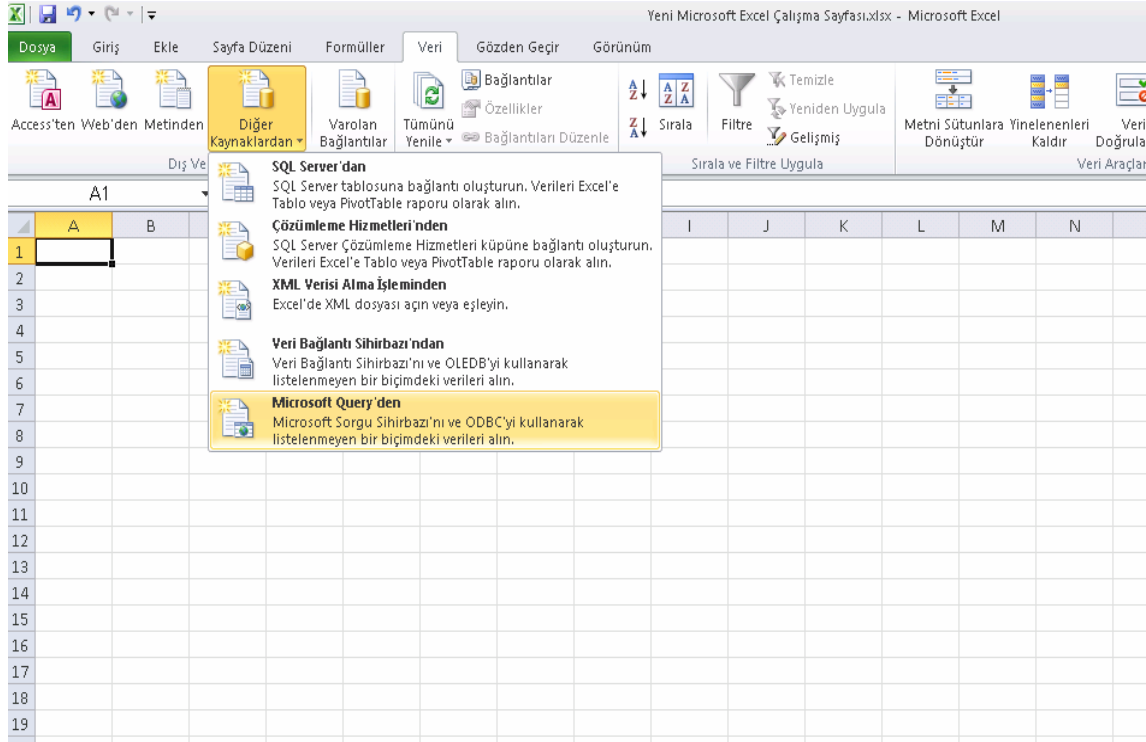 Yeni Microsoft Excel Çalışma Sayfası.xlsx - Microsoft Excel
Dosya Giriş Ekle Sayfa Düzeni Formüller Veri Gözden Geçir Görünüm
Access'ten Web'den Metinden Diğer Kaynaklardan Varolan Bağlantılar Tümünü Yenile
Bağlantılar
Özellikler
Bağlantıları Düzenle
Sırala Filtre
Temizle
Yeniden Uygula
Gelişmiş
Metni Sütunlara Dönüştür Yinelenenleri Kaldır Veri Doğrula
Dış Ve Sırala ve Filtre Uygula Veri Araçlar
A1
SQL Server'dan
SQL Server tablosuna bağlantı oluşturun. Verileri Excel'e
Tablo veya PivotTable raporu olarak alın.
Çözümleme Hizmetleri'nden
SQL Server Çözümleme Hizmetleri küpüne bağlantı oluşturun.
Verileri Excel'e Tablo veya PivotTable raporu olarak alın.
XML Verisi Alma İşleminden
Excel'de XML dosyası açın veya eşleyin.
Veri Bağlantı Sihirbazı'ndan
Veri Bağlantı Sihirbazı'nı ve OLEDB'yi kullanarak
listelenmeyen bir biçimdeki verileri alın.
Microsoft Query'den
Microsoft Sorgu Sihirbazı'nı ve ODBC'yi kullanarak
listelenmeyen bir biçimdeki verileri alın.
A B I J K L M N
1
2
3
4
5
6
7
8
9
10
11
12
13
14
15
16
17
18
19